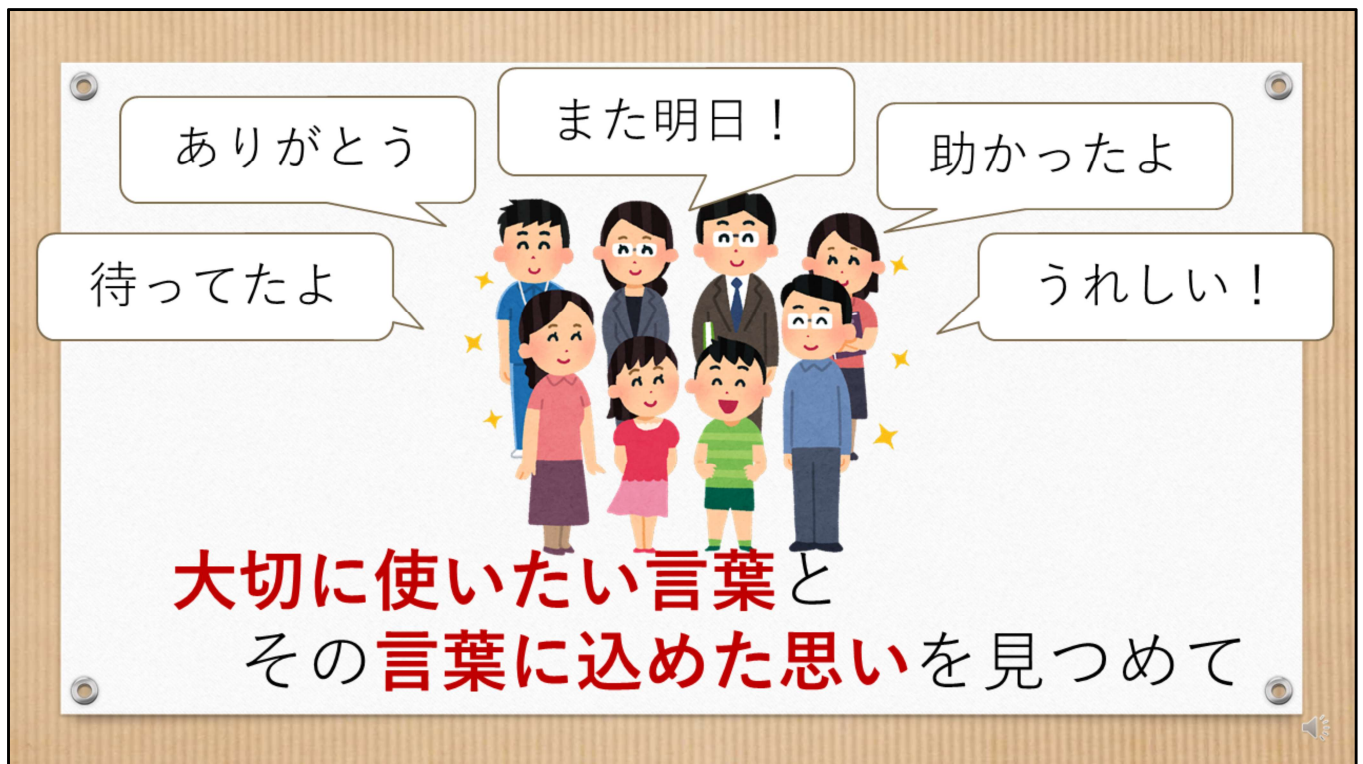 ありがとう
また明日！
助かったよ
待ってたよ
うれしい！
大切に使いたい言葉と
その言葉に込めた思いを見つめて